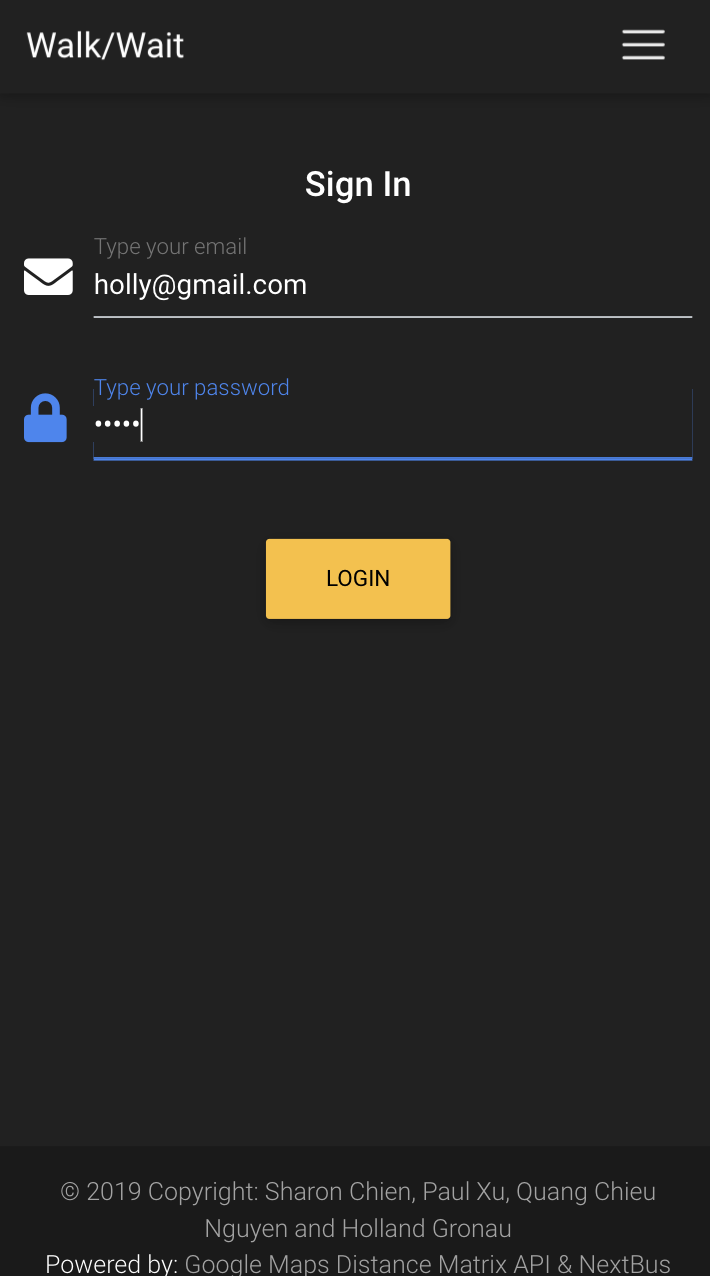 Walk/Wait
Sign In
Type your email
holly@gmail.com
Type your password
•••••
LOGIN
© 2019 Copyright: Sharon Chien, Paul Xu, Quang Chieu
Nguyen and Holland Gronau
Powered by: Google Maps Distance Matrix API & NextBus